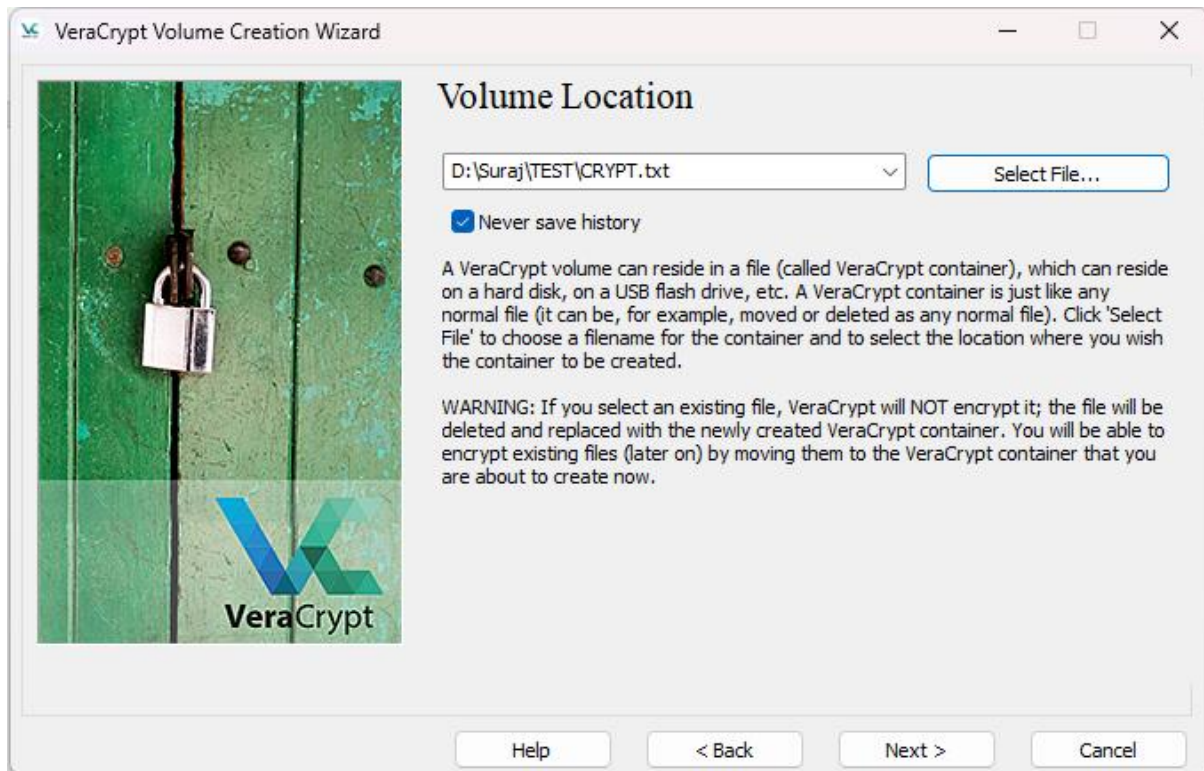 VeraCrypt Volume Creation Wizard
Volume Location
D:\Suraj\TEST\CRYPT.txt
Select File...
Never save history
A VeraCrypt volume can reside in a file (called VeraCrypt container), which can reside
on a hard disk, on a USB flash drive, etc. A VeraCrypt container is just like any
normal file (it can be, for example, moved or deleted as any normal file). Click 'Select
File' to choose a filename for the container and to select the location where you wish
the container to be created.
WARNING: If you select an existing file, VeraCrypt will NOT encrypt it; the file will be
deleted and replaced with the newly created VeraCrypt container. You will be able to
encrypt existing files (later on) by moving them to the VeraCrypt container that you
are about to create now.
VeraCrypt
Help
< Back
Next >
Cancel